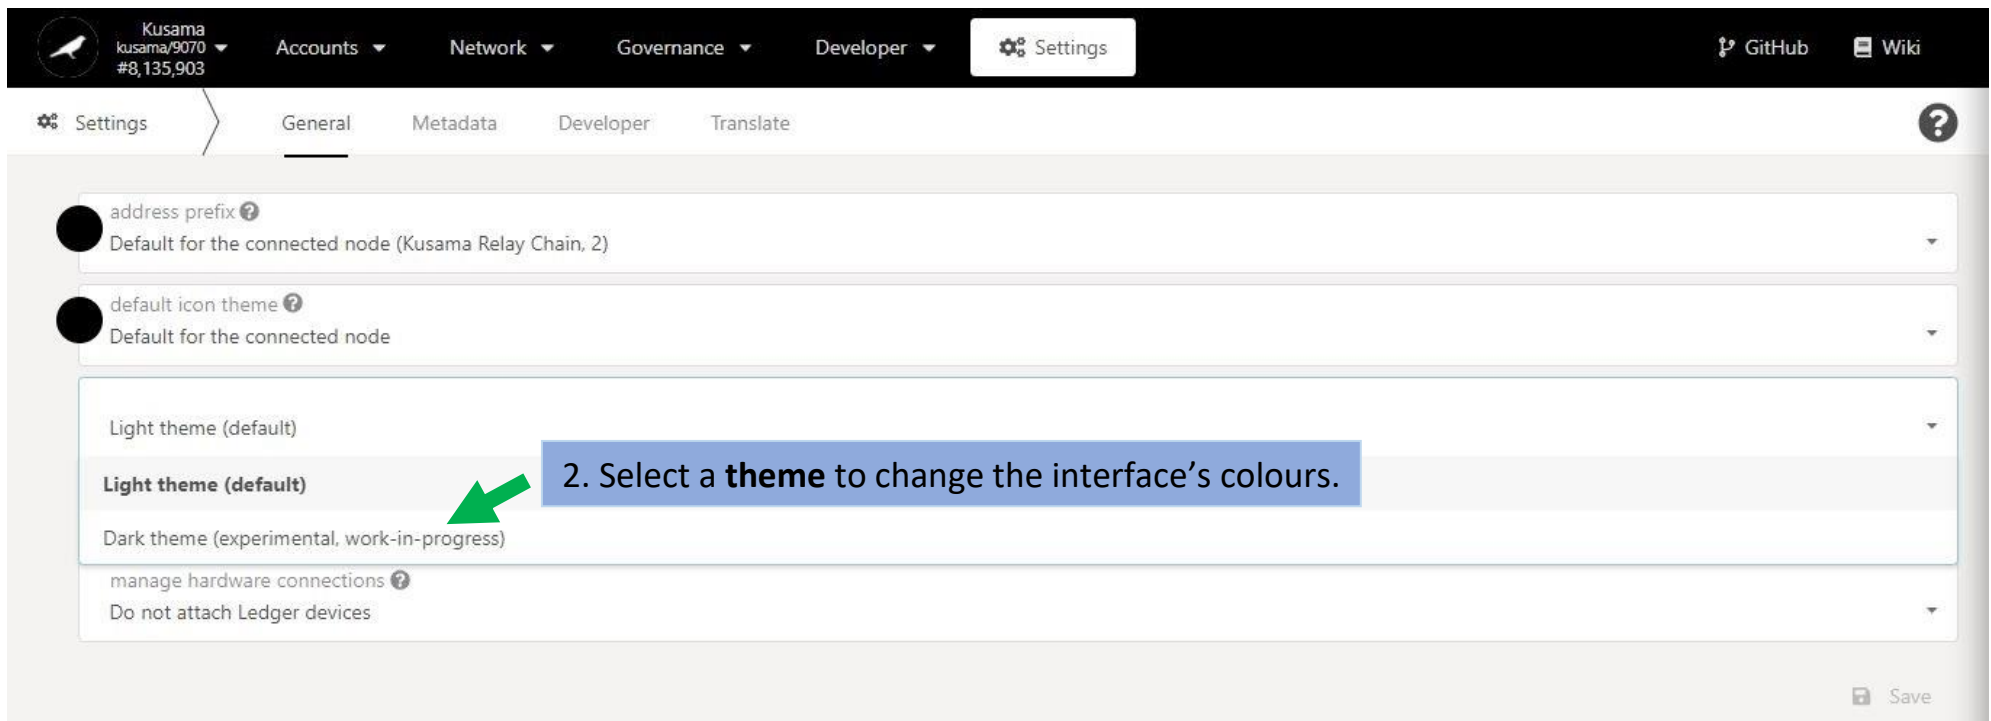 Kusama
kusama/9070
#8,135,903
Accounts
Network
Governance
Developer
Settings
GitHub
Wiki
Settings
General
Metadata
Developer
Translate
address prefix
Default for the connected node (Kusama Relay Chain, 2)
default icon theme
Default for the connected node
Light theme (default)
Light theme (default)
2. Select a theme to change the interface’s colours.
Dark theme (experimental, work-in-progress)
manage hardware connections
Do not attach Ledger devices
Save